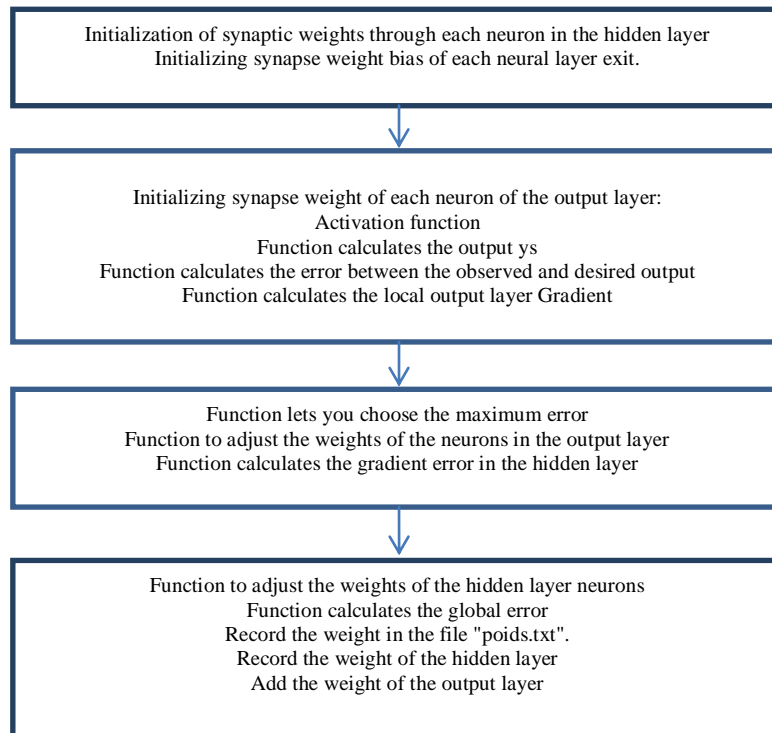 Initialization of synaptic weights through each neuron in the hidden layer
Initializing synapse weight bias of each neural layer exit.
Initializing synapse weight of each neuron of the output layer:
Activation function
Function calculates the output ys
Function calculates the error between the observed and desired output
Function calculates the local output layer Gradient
Function lets you choose the maximum error
Function to adjust the weights of the neurons in the output layer
Function calculates the gradient error in the hidden layer
Function to adjust the weights of the hidden layer neurons
Function calculates the global error
Record the weight in the file "poids.txt".
Record the weight of the hidden layer
Add the weight of the output layer